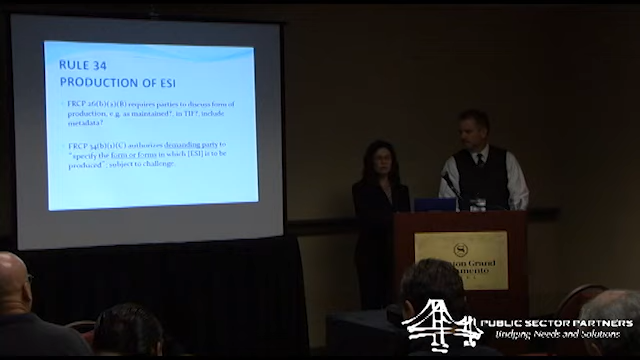 RULE 34
PRODUCTION OF ESI
FRCP 26(b)(3)(B) requires parties to discuss form of
production, e.g. as maintained?, in TIF?, include
metadata?
FRCP 34(b)(1)(C) authorizes demanding party to
"specify the form or forms in which [ESI] is to be
produced", subject to challenge.
Grand
PUBLIC SECTOR PARTNERS
Bridging Needs and Solutions